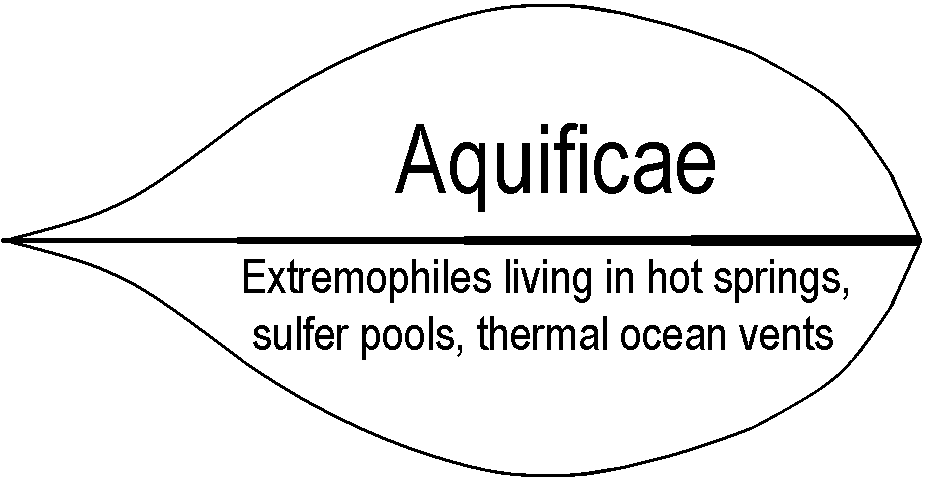 Aquificae
Extremophiles living in hot springs,
sulfer pools, thermal ocean vents